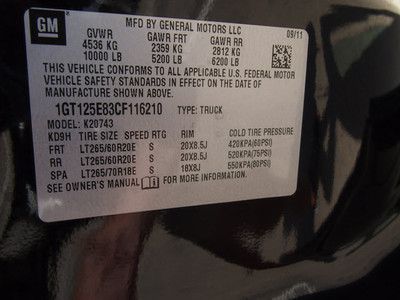 GM
MFD BY GENERAL MOTORS LLC
09/11
GVWR GAWR FRT GAWR RR
4536 KG 2359 KG 2812 KG
10000 LB 5200 LB 6200 LB
THIS VEHICLE CONFORMS TO ALL APPLICABLE U.S. FEDERAL MOTOR
VEHICLE SAFETY STANDARDS IN EFFECT ON THE DATE OF
MANUFACTURE SHOWN ABOVE.
1GT125E83CF116210 TYPE: TRUCK
MODEL: K20743
KD9H TIRE SIZE SPEED RTG RIM COLD TIRE PRESSURE
FRT LT265/60R20E S 20X8.5J 420KPA(60PSI)
RR LT265/60R20E S 20X8.5J 520KPA(75PSI)
SPA LT265/70R18E S 18X8J 550KPA(80PSI)
SEE OWNER'S MANUAL FOR MORE INFORMATION.